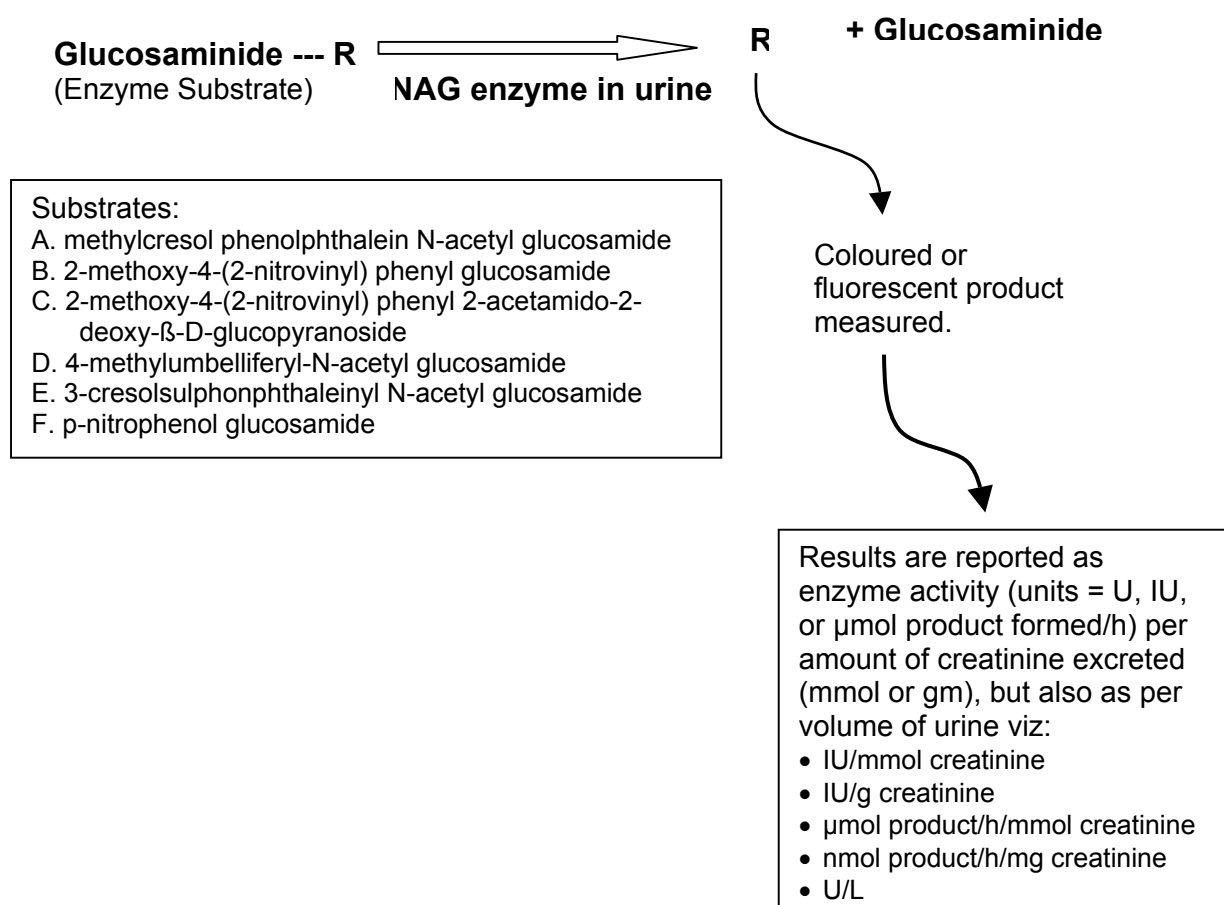 Glucosaminide --- R
(Enzyme Substrate)
NAG enzyme in urine
R
+ Glucosaminide
Substrates:
A. methylcresol phenolphthalein N-acetyl glucosamide
B. 2-methoxy-4-(2-nitrovinyl) phenyl glucosamide
C. 2-methoxy-4-(2-nitrovinyl) phenyl 2-acetamido-2-
deoxy-ß-D-glucopyranoside
D. 4-methylumbelliferyl-N-acetyl glucosamide
E. 3-cresolsulphonphthaleinyl N-acetyl glucosamide
F. p-nitrophenol glucosamide
Coloured or
fluorescent product
measured.
Results are reported as
enzyme activity (units = U, IU,
or µmol product formed/h) per
amount of creatinine excreted
(mmol or gm), but also as per
volume of urine viz:
• IU/mmol creatinine
• IU/g creatinine
• µmol product/h/mmol creatinine
• nmol product/h/mg creatinine
• U/L